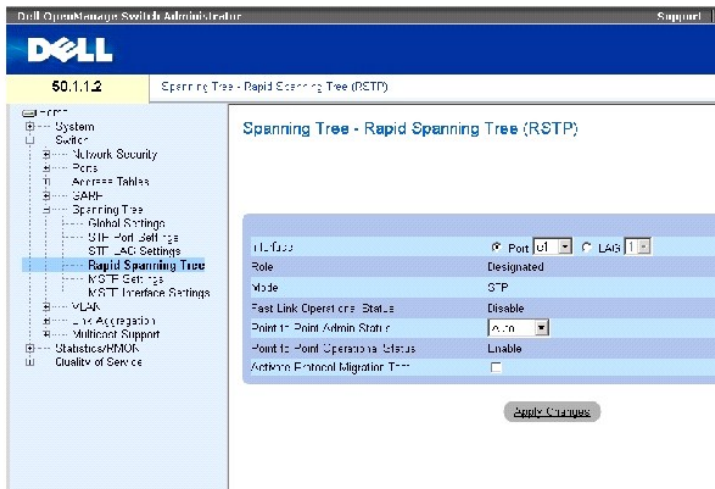 Dell OpenManage Switch Administrator
Support
DELL
50.1.1.2
Spanning Tree - Rapid Spanning Tree (RSTP)
Home
System
Switch
Network Security
Ports
Address Tables
GARP
Spanning Tree
Global Settings
STP Port Settings
STP LAG Settings
Rapid Spanning Tree
MSTP Settings
MSTP Interface Settings
VLAN
Link Aggregation
Multicast Support
Statistics/RMON
Quality of Service
Spanning Tree - Rapid Spanning Tree (RSTP)
Interface Port e1 LAG 1
Role Designated
Mode STP
Fast Link Operational Status Disable
Point to Point Admin Status Auto
Point to Point Operational Status Enable
Activate Protocol Migration Test
Apply Changes